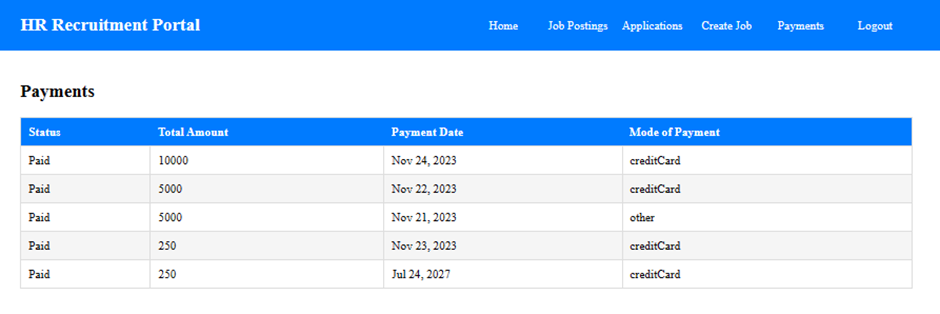 HR Recruitment Portal Home Job Postings Applications Create Job Payments Logout
Payments
Status Total Amount Payment Date Mode of Payment
Paid 10000 Nov 24, 2023 creditCard
Paid 5000 Nov 22, 2023 creditCard
Paid 5000 Nov 21, 2023 other
Paid 250 Nov 23, 2023 creditCard
Paid 250 Jul 24, 2027 creditCard